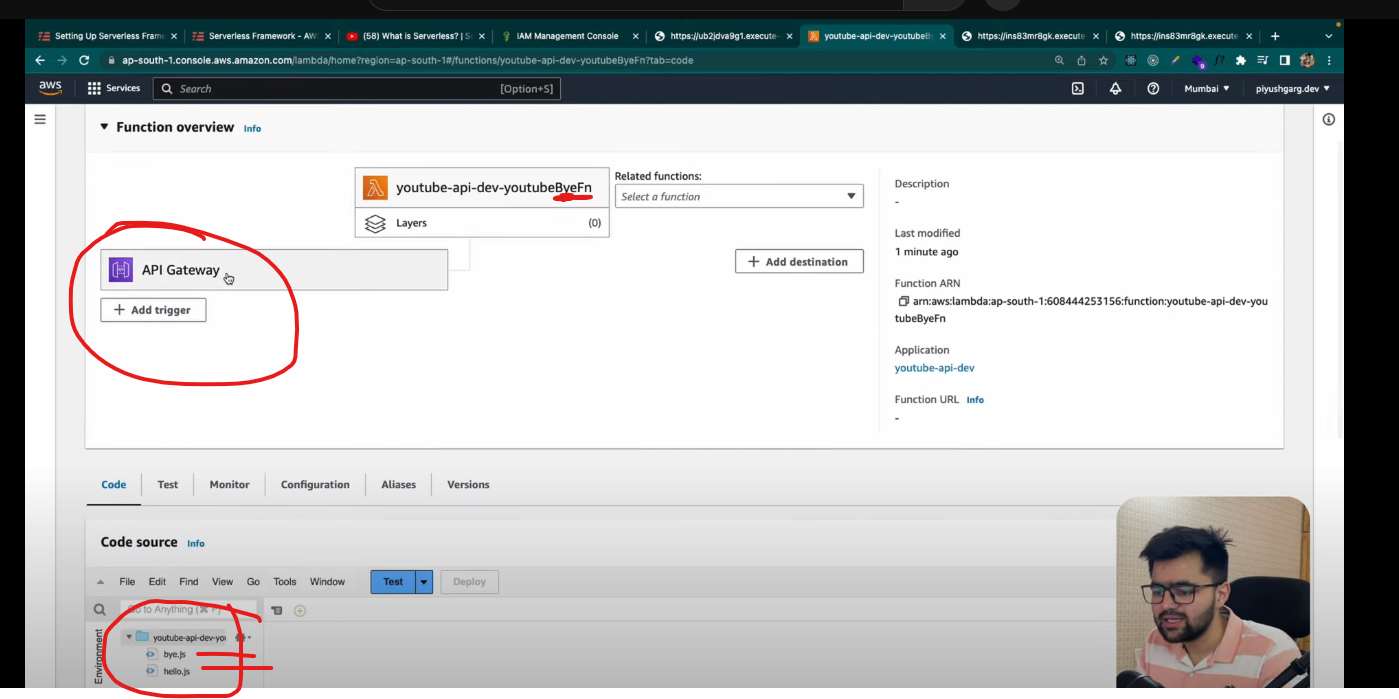 Setting Up Serverless Fram
Serverless Framework - AW
(58) What is Serverless? | S
IAM Management Console
https://ub2jdva9g1.execute-
youtube-api-dev-youtubeB
https://ins83mr8gk.execute
https://ins83mr8gk.execute-
ap-south-1.console.aws.amazon.com/lambda/home?region=ap-south-1#/functions/youtube-api-dev-youtubeByeFn?tab=code
aws
Services
Search
[Option+S]
Mumbai
piyushgarg.dev
Function overview Info
youtube-api-dev-youtubeByeFn
Layers
(0)
Related functions:
Select a function
API Gateway
+ Add trigger
+ Add destination
Description
-
Last modified
1 minute ago
Function ARN
arn:aws:lambda:ap-south-1:608444253156:function:youtube-api-dev-you
tubeByeFn
Application
youtube-api-dev
Function URL Info
-
Code Test Monitor Configuration Aliases Versions
Code source Info
File Edit Find View Go Tools Window
Test
Deploy
Go to Anything (⌘ P)
Environment
youtube-api-dev-yo
bye.js
hello.js